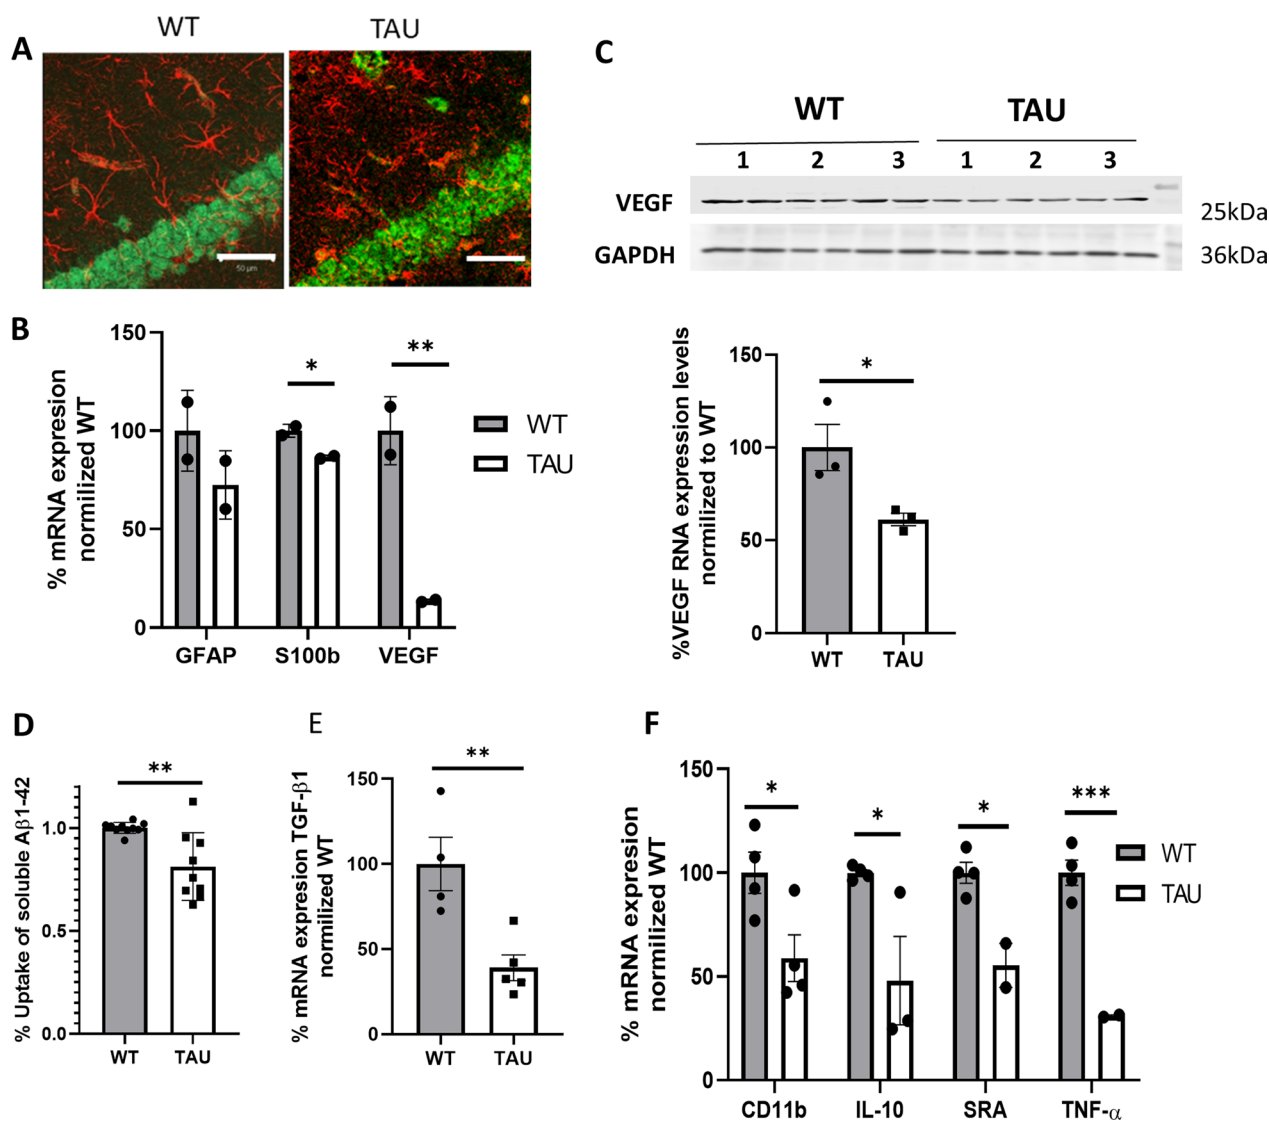 A
WT
TAU
50 µm
C
WT
TAU
1 2 3 1 2 3
VEGF
25kDa
GAPDH
36kDa
B
% mRNA expresion
normilized WT
150
100
50
0
*
**
GFAP S100b VEGF
WT
TAU
%VEGF RNA expression levels
normilized to WT
150
100
50
0
*
WT TAU
D
% Uptake of soluble Aβ1-42
1.0
0.5
0.0
**
WT TAU
E
% mRNA expresion TGF-β1
normilized WT
150
100
50
0
**
WT TAU
F
% mRNA expresion
normilized WT
150
100
50
0
*
*
*
***
CD11b IL-10 SRA TNF-α
WT
TAU